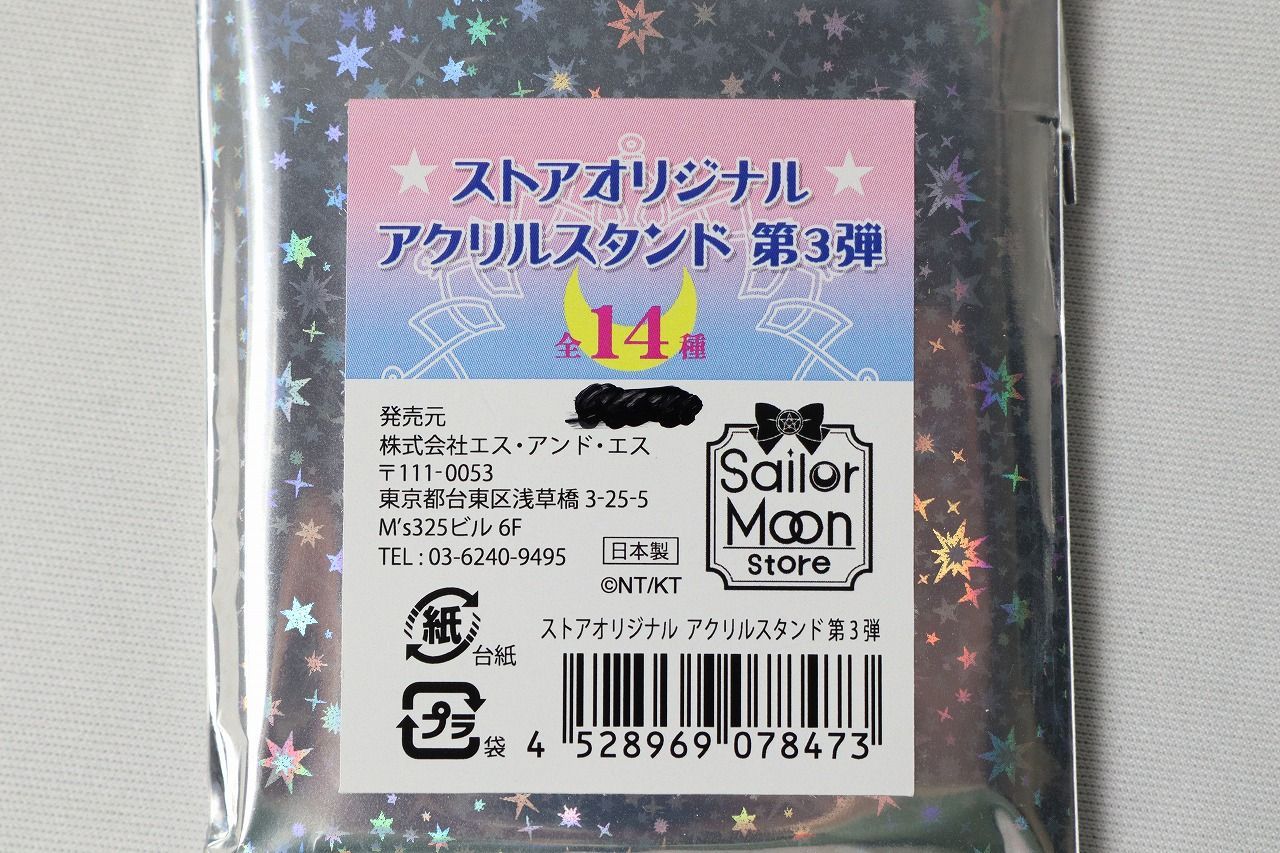 ストアオリジナル
アクリルスタンド 第3弾
全14種
発売元
株式会社エス・アンド・エス
〒111-0053
東京都台東区浅草橋 3-25-5
M's325ビル 6F
TEL : 03-6240-9495
日本製
©NT/KT
Sailor
Moon
store
紙
台紙
ストアオリジナル アクリルスタンド第3弾
プラ
袋
4 528969 078473